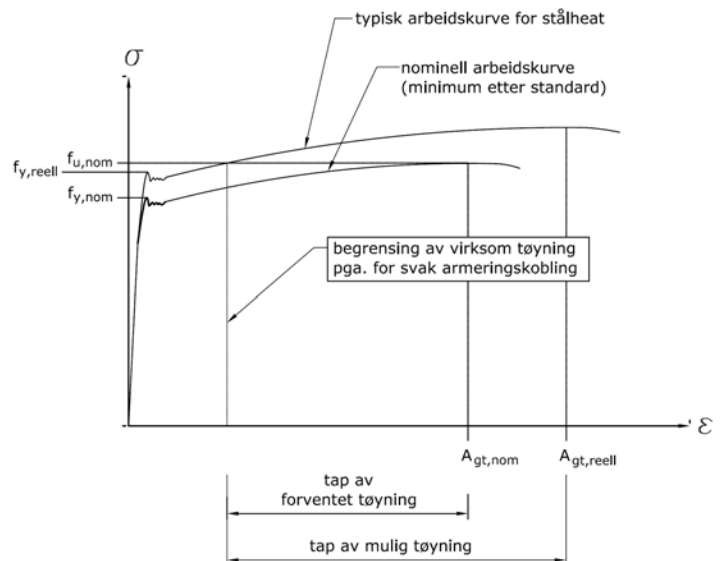 typisk arbeidskurve for stålheat
σ
nominell arbeidskurve
(minimum etter standard)
f_u,nom
f_y,reell
f_y,nom
begrensing av virksom tøyning
pga. for svak armeringskobling
ε
A_gt,nom
A_gt,reell
tap av
forventet tøyning
tap av mulig tøyning